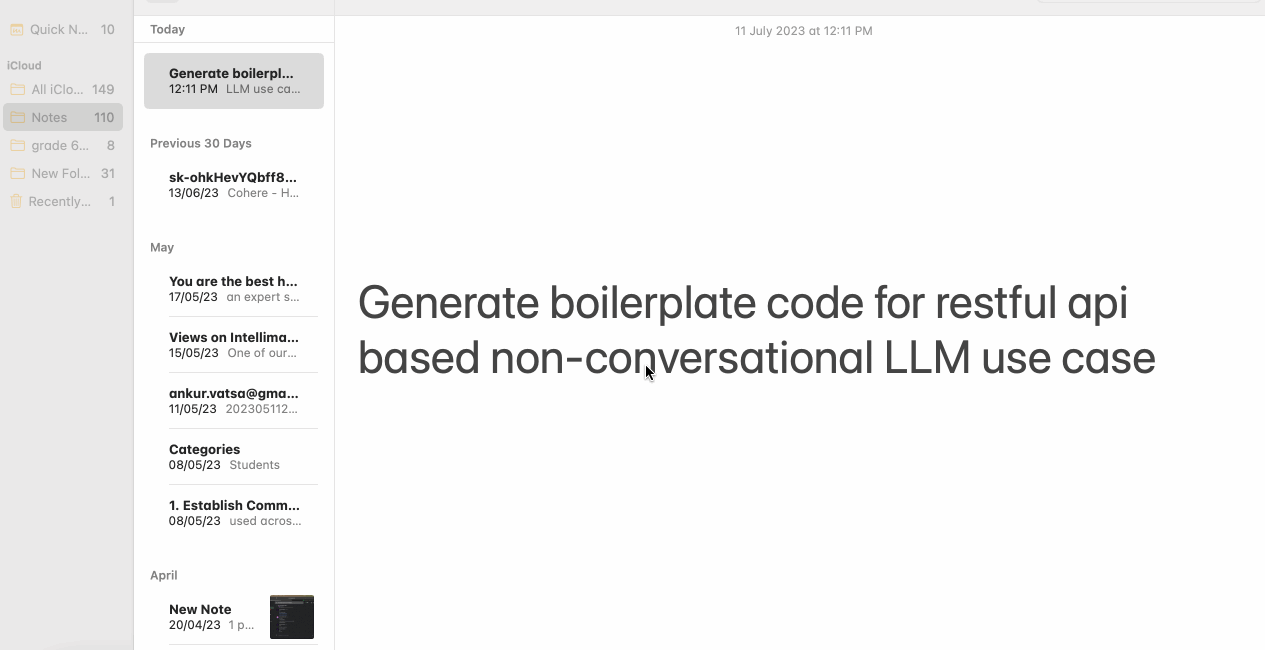 Quick N... 10
iCloud
All iClo... 149
Notes 110
grade 6... 8
New Fol... 31
Recently... 1
Today
Generate boilerpl...
12:11 PM LLM use ca...
Previous 30 Days
sk-ohkHevYQbff8...
13/06/23 Cohere - H...
May
You are the best h...
17/05/23 an expert s...
Views on Intellima...
15/05/23 One of our...
ankur.vatsa@gma...
11/05/23 202305112...
Categories
08/05/23 Students
1. Establish Comm...
08/05/23 used acros...
April
New Note
20/04/23 1 p...
11 July 2023 at 12:11 PM
Generate boilerplate code for restful api
based non-conversational LLM use case